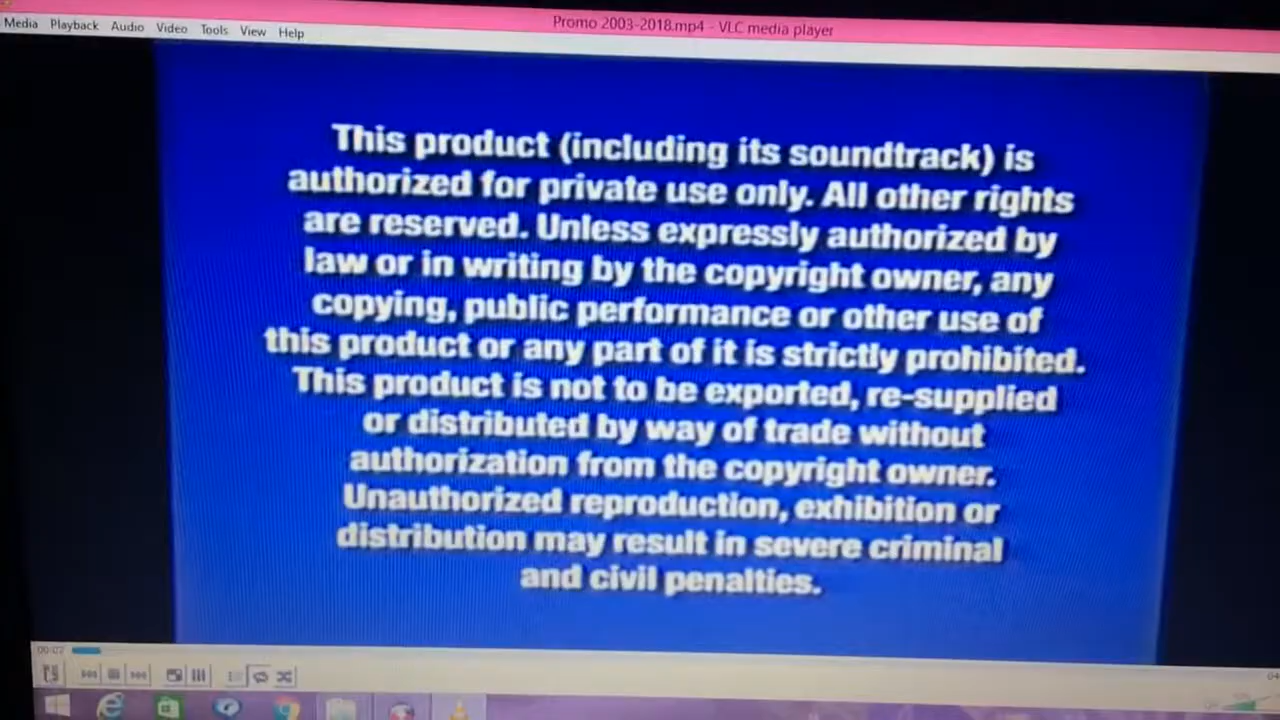 Promo 2003-2018.mp4 - VLC media player
Media Playback Audio Video Tools View Help
This product (including its soundtrack) is
authorized for private use only. All other rights
are reserved. Unless expressly authorized by
law or in writing by the copyright owner, any
copying, public performance or other use of
this product or any part of it is strictly prohibited.
This product is not to be exported, re-supplied
or distributed by way of trade without
authorization from the copyright owner.
Unauthorized reproduction, exhibition or
distribution may result in severe criminal
and civil penalties.
00:07